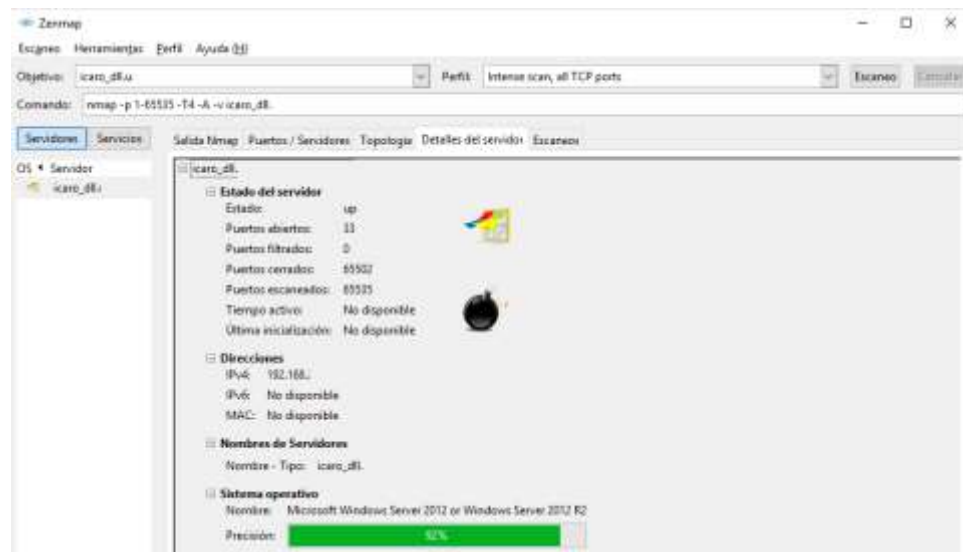 Zenmap
Escaneo Herramientas Perfil Ayuda (H)
Objetivo: icaro_dll.u Perfil: Intense scan, all TCP ports Escaneo Cancelar
Comando: nmap -p 1-65535 -T4 -A -v icaro_dll.
Servidores Servicios Salida Nmap Puertos / Servidores Topología Detalles del servidor Escaneos
OS Servidor
icaro_dll.
icaro_dll.
Estado del servidor
Estado: up
Puertos abiertos: 33
Puertos filtrados: 0
Puertos cerrados: 65502
Puertos escaneados: 65535
Tiempo activo: No disponible
Última inicialización: No disponible
Direcciones
IPv4: 192.168.
IPv6: No disponible
MAC: No disponible
Nombres de Servidores
Nombre - Tipo: icaro_dll.
Sistema operativo
Nombre: Microsoft Windows Server 2012 or Windows Server 2012 R2
Precisión: 92%